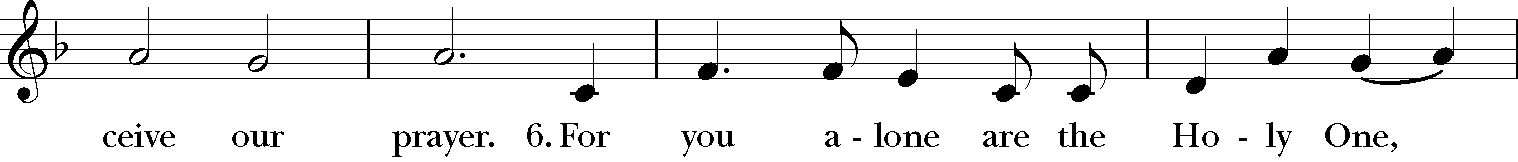 ceive our prayer. 6. For you a - lone are the Ho - ly One,